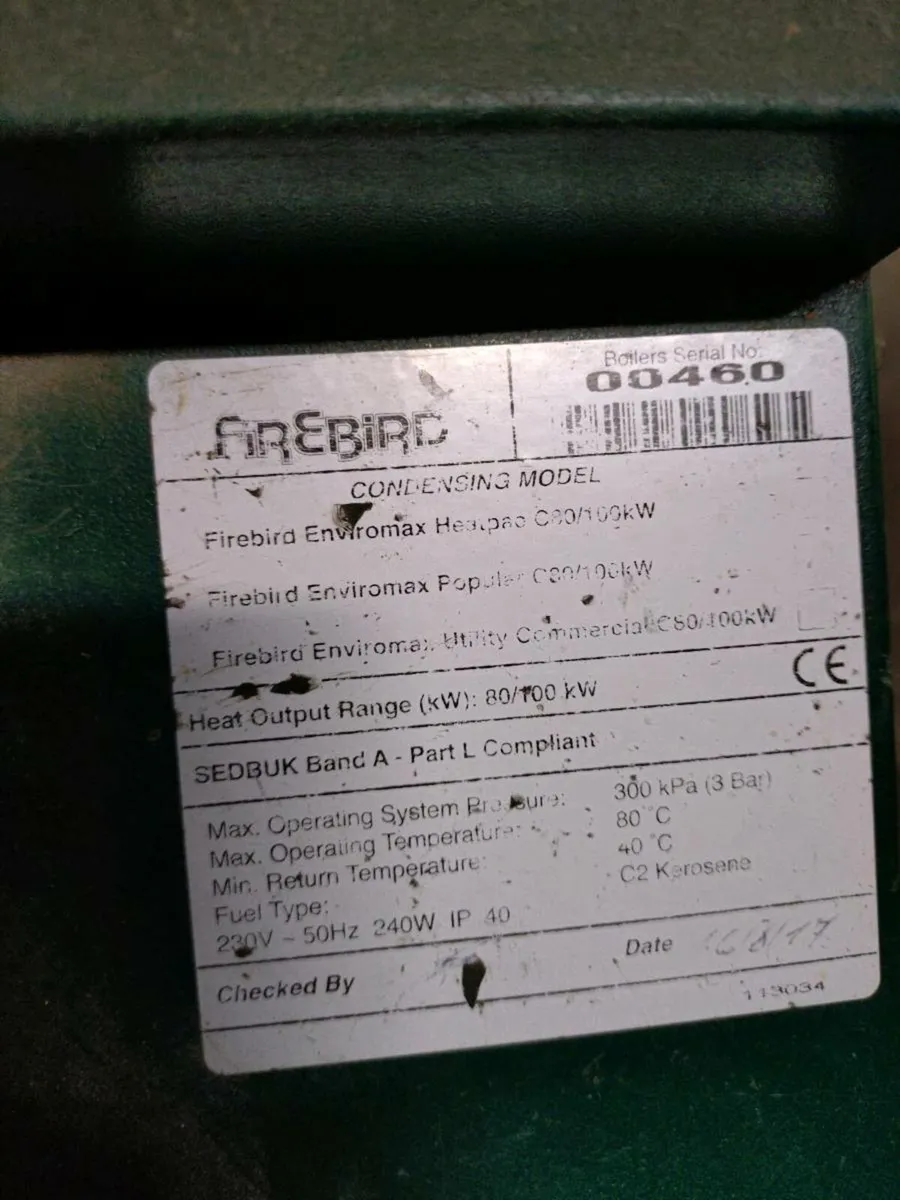 Boilers Serial No.
00460
FIREBIRD
CONDENSING MODEL
Firebird Enviromax Heatpac C80/100kW
Firebird Enviromax Popular C80/100kW
Firebird Enviromax Utility Commercial C80/100kW
CE
Heat Output Range (kW): 80/100 kW
SEDBUK Band A - Part L Compliant
Max. Operating System Pressure: 300 kPa (3 Bar)
Max. Operating Temperature: 80 °C
Min. Return Temperature: 40 °C
Fuel Type: C2 Kerosene
230V ~ 50Hz 240W IP 40
Checked By
Date
113034